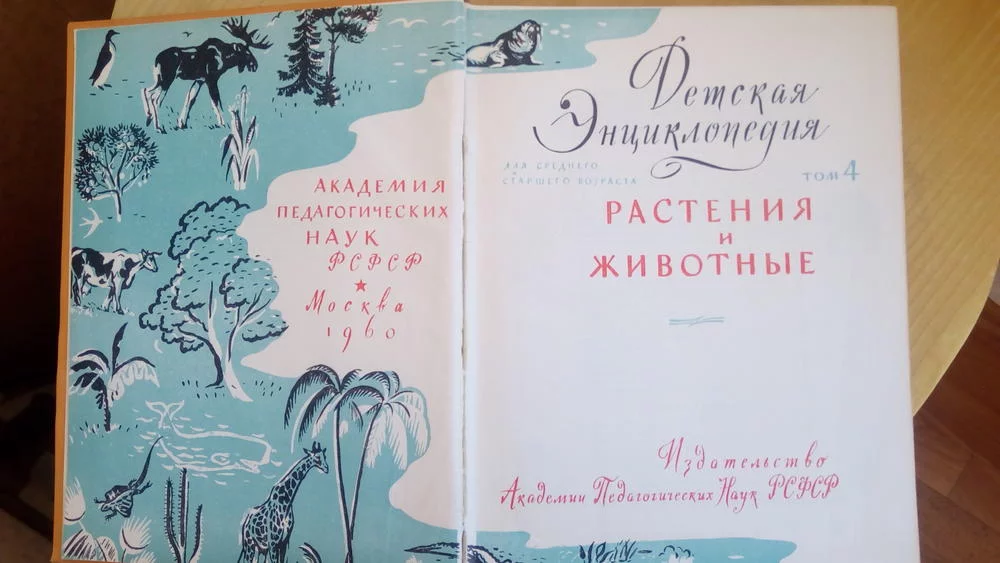 АКАДЕМИЯ
ПЕДАГОГИЧЕСКИХ
НАУК
РСФСР
Москва
1960
Детская
Энциклопедия
ДЛЯ СРЕДНЕГО
И
СТАРШЕГО ВОЗРАСТА
ТОМ 4
РАСТЕНИЯ
и
ЖИВОТНЫЕ
Издательство
Академии Педагогических Наук РСФСР